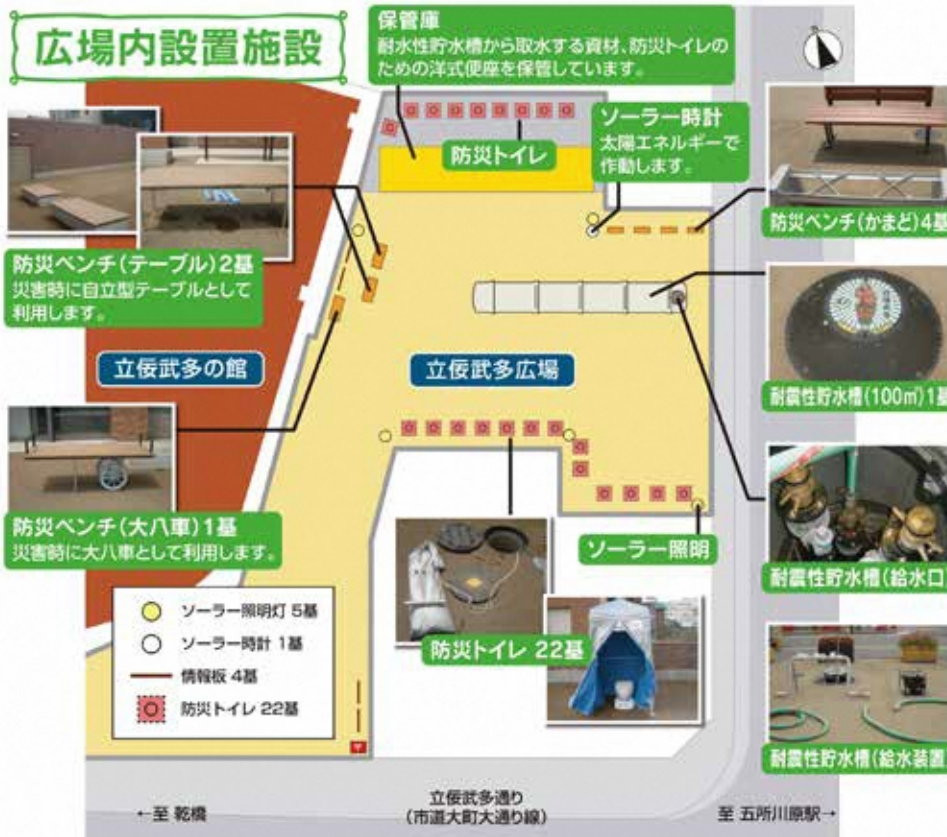 広場内設置施設
保管庫
耐水性貯水槽から取水する資材、防災トイレの
ための洋式便座を保管しています。
防災トイレ
ソーラー時計
太陽エネルギーで
作動します。
防災ベンチ(かまど)4基
防災ベンチ(テーブル)2基
災害時に自立型テーブルとして
利用します。
立佞武多の館
立佞武多広場
耐震性貯水槽(100㎥)1基
防災ベンチ(大八車)1基
災害時に大八車として利用します。
ソーラー照明
耐震性貯水槽(給水口)
防災トイレ 22基
ソーラー照明灯 5基
ソーラー時計 1基
情報板 4基
防災トイレ 22基
耐震性貯水槽(給水装置
←至 乾橋
立佞武多通り
(市道大町大通り線)
至 五所川原駅→